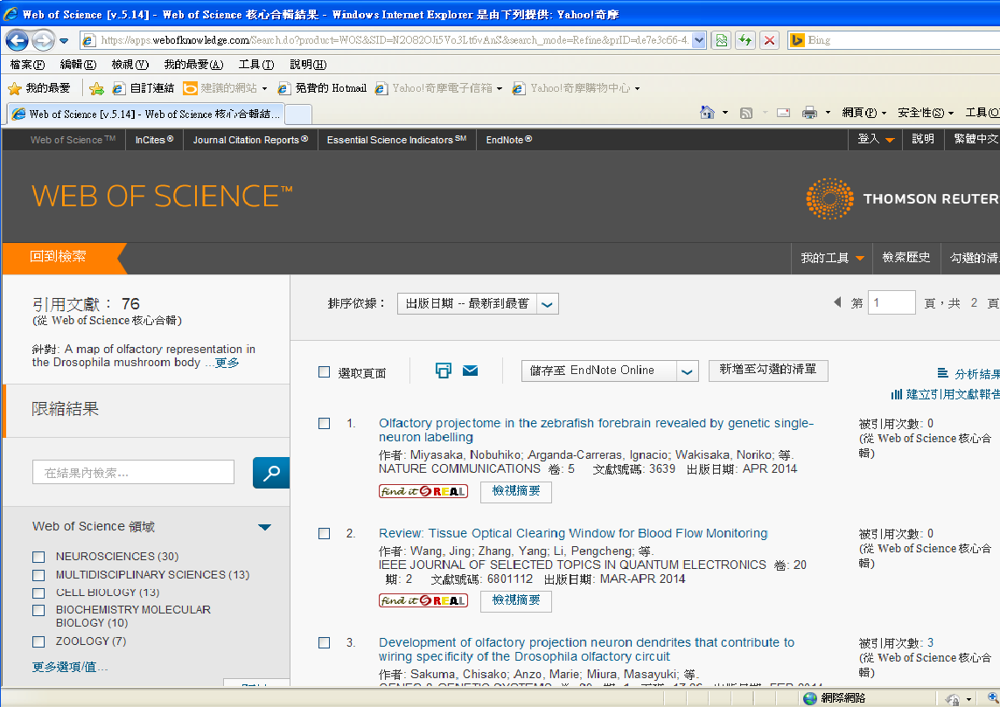 Web of Science [v.5.14] - Web of Science 核心合輯結果 - Windows Internet Explorer 是由下列提供: Yahoo!奇摩
https://apps.webofknowledge.com/Search.do?product=WOS&SID=N2O82OJi5Vo3Lt6vAnS&search_mode=Refine&prID=de7e3c66-4
Bing
檔案(F) 編輯(E) 檢視(V) 我的最愛(A) 工具(T) 說明(H)
我的最愛 自訂連結 建議的網站 免費的 Hotmail Yahoo!奇摩電子信箱 Yahoo!奇摩購物中心
Web of Science [v.5.14] - Web of Science 核心合輯結... 網頁(P) 安全性(S) 工具(O
Web of Science™ InCites® Journal Citation Reports® Essential Science Indicators℠ EndNote® 登入 說明 繁體中文
WEB OF SCIENCE™
THOMSON REUTER
回到檢索 我的工具 檢索歷史 勾選的清
引用文獻： 76
(從 Web of Science 核心合輯)
針對: A map of olfactory representation in
the Drosophila mushroom body ...更多
限縮結果
在結果內檢索...
Web of Science 領域
NEUROSCIENCES (30)
MULTIDISCIPLINARY SCIENCES (13)
CELL BIOLOGY (13)
BIOCHEMISTRY MOLECULAR
BIOLOGY (10)
ZOOLOGY (7)
更多選項/值...
排序依據： 出版日期 -- 最新到最舊 第 1 頁，共 2 頁
選取頁面 儲存至 EndNote Online 新增至勾選的清單
分析結果
建立引用文獻報告
1. Olfactory projectome in the zebrafish forebrain revealed by genetic single-
neuron labelling
作者: Miyasaka, Nobuhiko; Arganda-Carreras, Ignacio; Wakisaka, Noriko; 等.
NATURE COMMUNICATIONS 卷: 5 文獻號碼: 3639 出版日期: APR 2014
find it @ REAL 檢視摘要
被引用次數: 0
(從 Web of Science 核心合
輯)
2. Review: Tissue Optical Clearing Window for Blood Flow Monitoring
作者: Wang, Jing; Zhang, Yang; Li, Pengcheng; 等.
IEEE JOURNAL OF SELECTED TOPICS IN QUANTUM ELECTRONICS 卷: 20
期: 2 文獻號碼: 6801112 出版日期: MAR-APR 2014
find it @ REAL 檢視摘要
被引用次數: 0
(從 Web of Science 核心合
輯)
3. Development of olfactory projection neuron dendrites that contribute to
wiring specificity of the Drosophila olfactory circuit
作者: Sakuma, Chisako; Anzo, Marie; Miura, Masayuki; 等.
被引用次數: 3
(從 Web of Science 核心合
輯)
網際網路